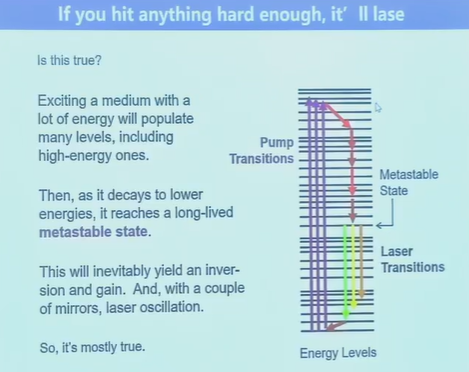 If you hit anything hard enough, it' ll lase
Is this true?
Exciting a medium with a
lot of energy will populate
many levels, including
high-energy ones.
Then, as it decays to lower
energies, it reaches a long-lived
metastable state.
This will inevitably yield an inver-
sion and gain. And, with a couple
of mirrors, laser oscillation.
So, it's mostly true.
Pump
Transitions
Metastable
State
Laser
Transitions
Energy Levels